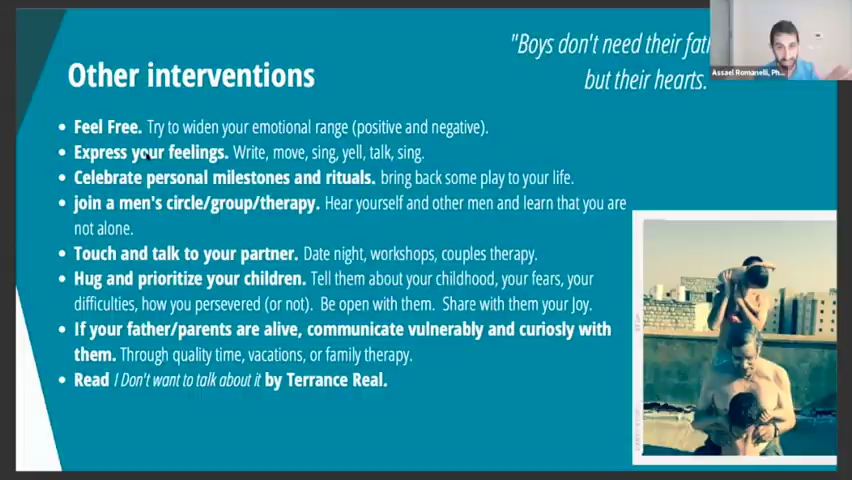 "Boys don't need their
but their hearts.
Assael Romanelli, Ph...
Other interventions
Feel Free. Try to widen your emotional range (positive and negative).
Express your feelings. Write, move, sing, yell, talk, sing.
Celebrate personal milestones and rituals. bring back some play to your life.
join a men's circle/group/therapy. Hear yourself and other men and learn that you are
not alone.
Touch and talk to your partner. Date night, workshops, couples therapy.
Hug and prioritize your children. Tell them about your childhood, your fears, your
difficulties, how you persevered (or not). Be open with them. Share with them your Joy.
If your father/parents are alive, communicate vulnerably and curiosly with
them. Through quality time, vacations, or family therapy.
Read I Don't want to talk about it by Terrance Real.